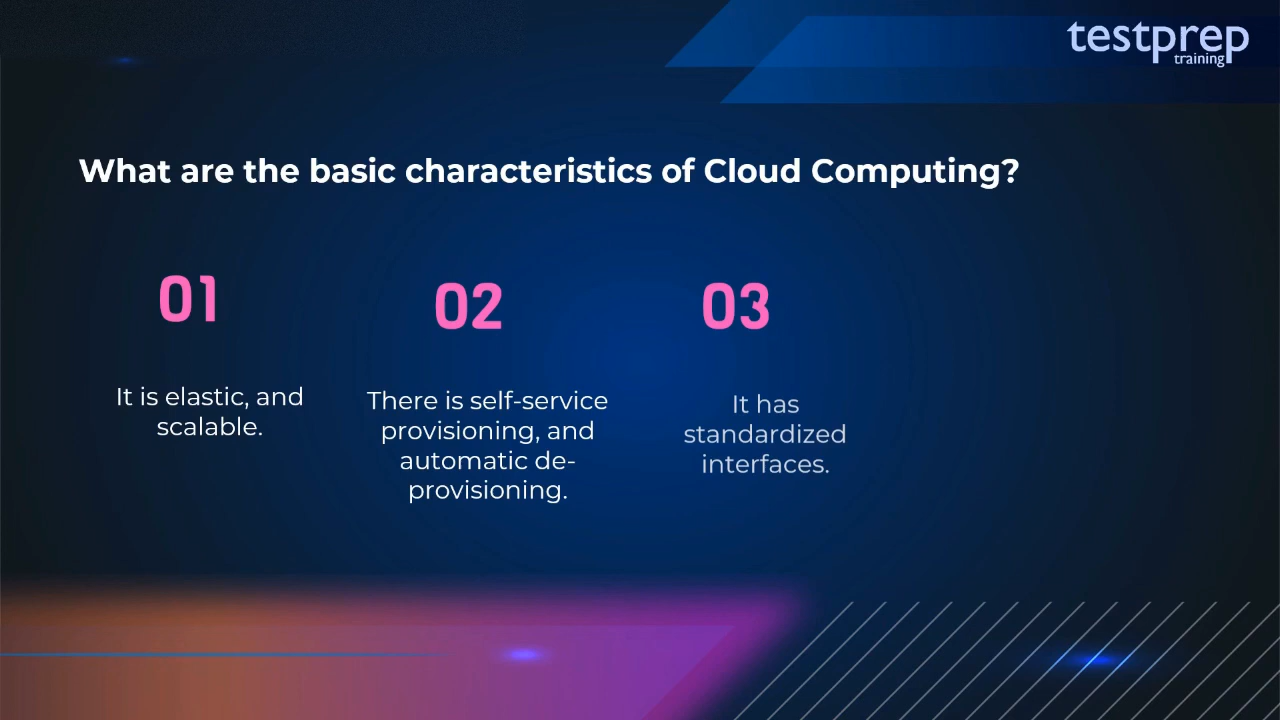 testprep
training
What are the basic characteristics of Cloud Computing?
01
It is elastic, and
scalable.
02
There is self-service
provisioning, and
automatic de-
provisioning.
03
It has
standardized
interfaces.